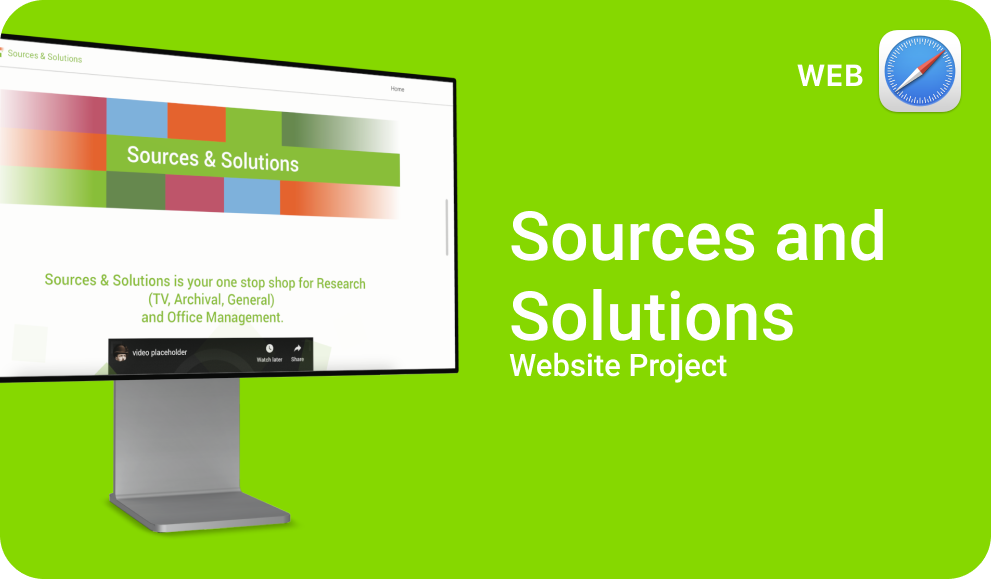 Sources & Solutions
Home
Sources & Solutions
Sources & Solutions is your one stop shop for Research
(TV, Archival, General)
and Office Management.
video placeholder
Watch later
Share
WEB
Sources and
Solutions
Website Project